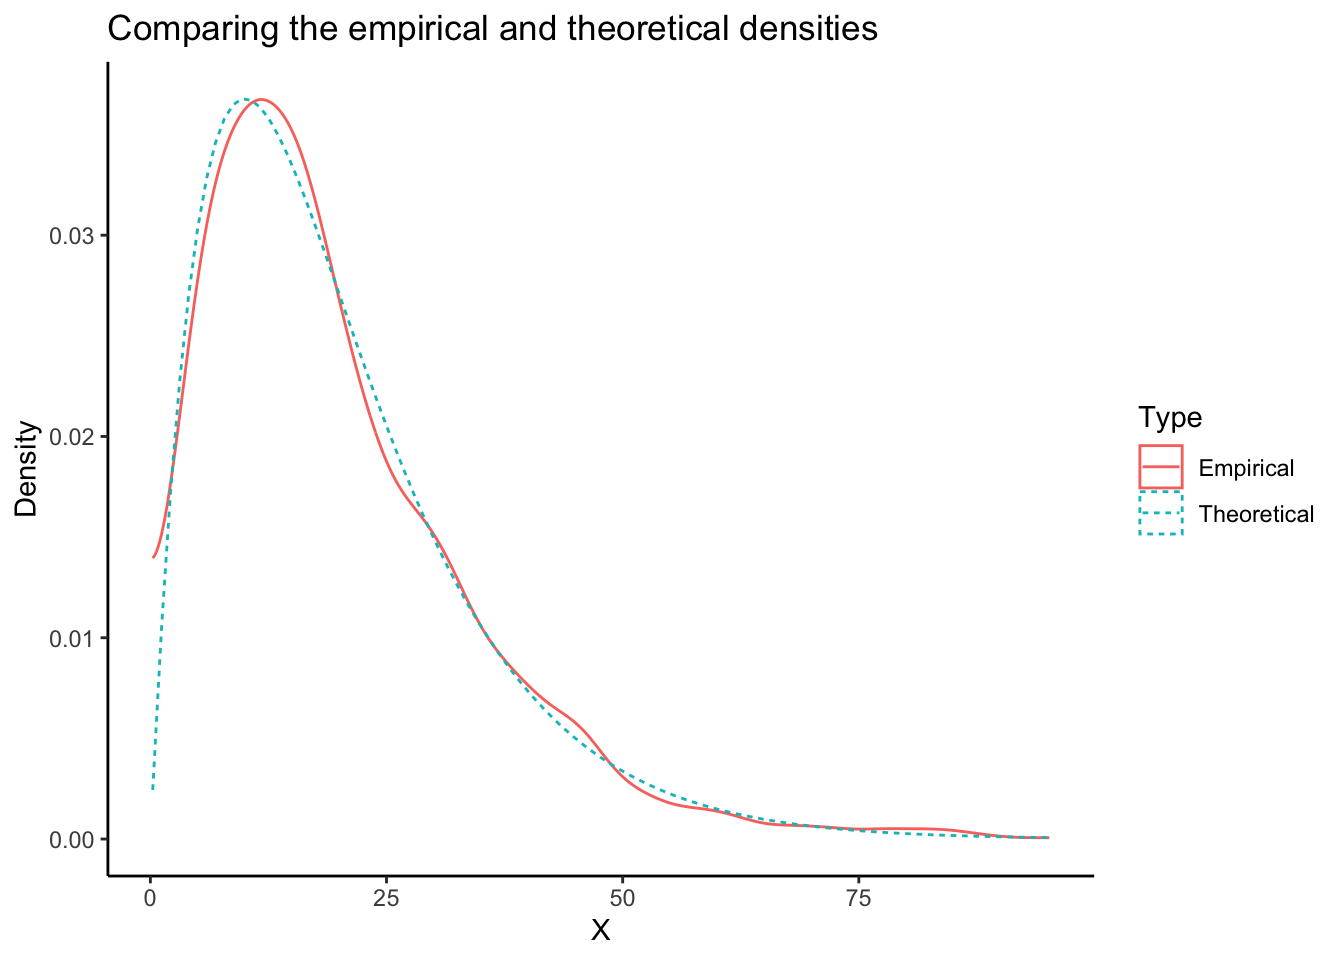 Comparing the empirical and theoretical densities
Density
0.03
0.02
0.01
0.00
0
25
50
75
X
Type
Empirical
Theoretical